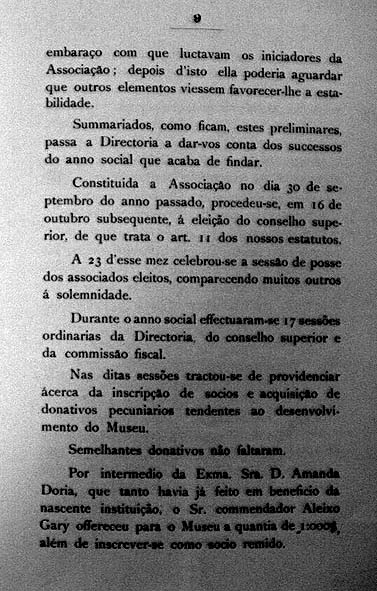 9
embaraço com que luctavam os iniciadores da
Associação; depois d'isto ella poderia aguardar
que outros elementos viessem favorecer-lhe a esta-
bilidade.
Summariados, como ficam, estes preliminares,
passa a Directoria a dar-vos conta dos successos
do anno social que acaba de findar.
Constituida a Associação no dia 30 de se-
ptembro do anno passado, procedeu-se, em 16 de
outubro subsequente, á eleição do conselho supe-
rior, de que trata o art. 11 dos nossos estatutos.
A 23 d'esse mez celebrou-se a sessão de posse
dos associados eleitos, comparecendo muitos outros
á solemnidade.
Durante o anno social effectuaram-se 17 sessões
ordinarias da Directoria, do conselho superior e
da commissão fiscal.
Nas ditas sessões tractou-se de providenciar
ácerca da inscripção de socios e acquisição de
donativos pecuniarios tendentes ao desenvolvi-
mento do Museu.
Semelhantes donativos não faltaram.
Por intermedio da Exma. Sra. D. Amanda
Doria, que tanto havia já feito em beneficio da
nascente instituição, o Sr. commendador Aleixo
Gary offereceu para o Museu a quantia de 1:000$,
além de inscrever-se como socio remido.